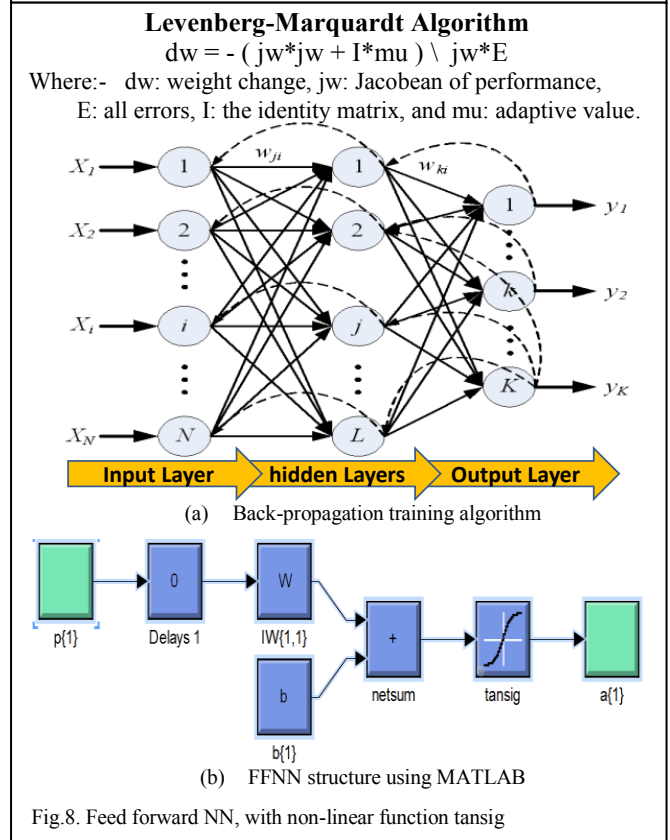 Levenberg-Marquardt Algorithm
dw = - ( jw*jw + I*mu ) \ jw*E
Where:- dw: weight change, jw: Jacobean of performance,
E: all errors, I: the identity matrix, and mu: adaptive value.
X1 1 wji 1 wki 1 y1
X2 2 2 k y2
Xi i j K yK
XN N L
Input Layer hidden Layers Output Layer
(a) Back-propagation training algorithm
0 W
p{1} Delays 1 IW{1,1}
+
netsum tansig a{1}
b
b{1}
(b) FFNN structure using MATLAB
Fig.8. Feed forward NN, with non-linear function tansig